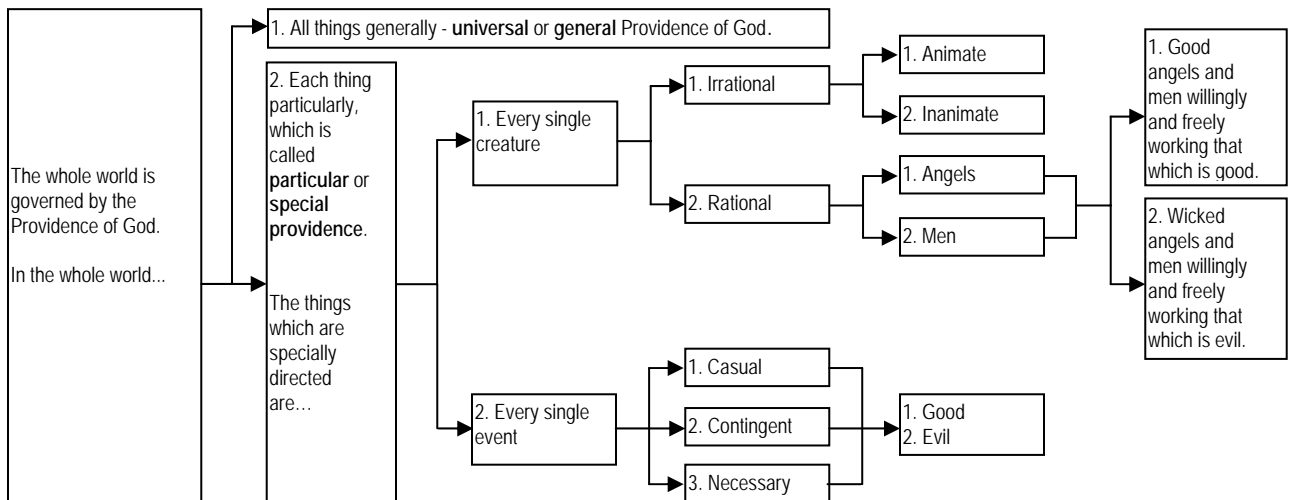 The whole world is
governed by the
Providence of God.
In the whole world...
1. All things generally - universal or general Providence of God.
2. Each thing
particularly,
which is
called
particular or
special
providence.
The things
which are
specially
directed
are...
1. Every single
creature
1. Irrational
1. Animate
2. Inanimate
2. Rational
1. Angels
2. Men
1. Good
angels and
men willingly
and freely
working that
which is good.
2. Wicked
angels and
men willingly
and freely
working that
which is evil.
2. Every single
event
1. Casual
2. Contingent
3. Necessary
1. Good
2. Evil